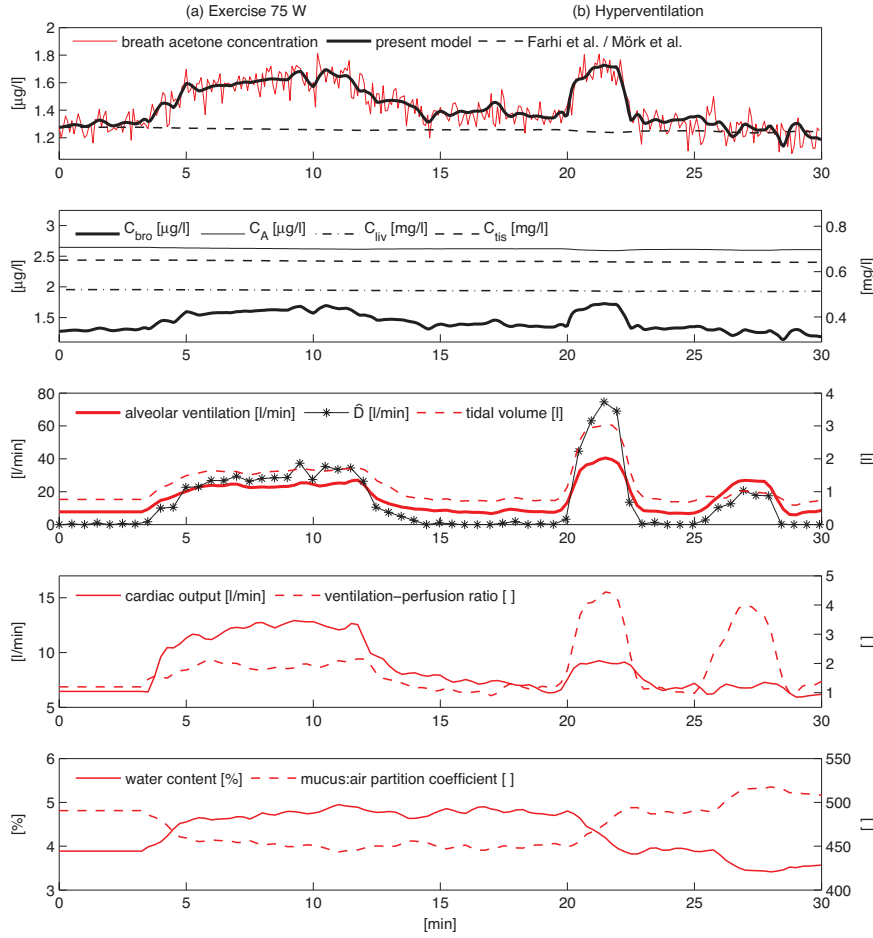 (a) Exercise 75 W (b) Hyperventilation
breath acetone concentration present model Farhi et al. / Mörk et al.
[µg/l]
2
1.8
1.6
1.4
1.2
0 5 10 15 20 25 30
C_bro [µg/l] C_A [µg/l] C_liv [mg/l] C_tis [mg/l]
[µg/l]
3
2.5
2
1.5
0.8
0.6
0.4
[mg/l]
0 5 10 15 20 25 30
alveolar ventilation [l/min] D̂ [l/min] tidal volume [l]
[l/min]
80
60
40
20
0
4
3
2
1
0
[l]
0 5 10 15 20 25 30
cardiac output [l/min] ventilation–perfusion ratio [ ]
[l/min]
15
10
5
5
4
3
2
1
[ ]
0 5 10 15 20 25 30
water content [%] mucus:air partition coefficient [ ]
[%]
6
5
4
3
550
500
450
400
[ ]
0 5 10 15 20 25 30
[min]